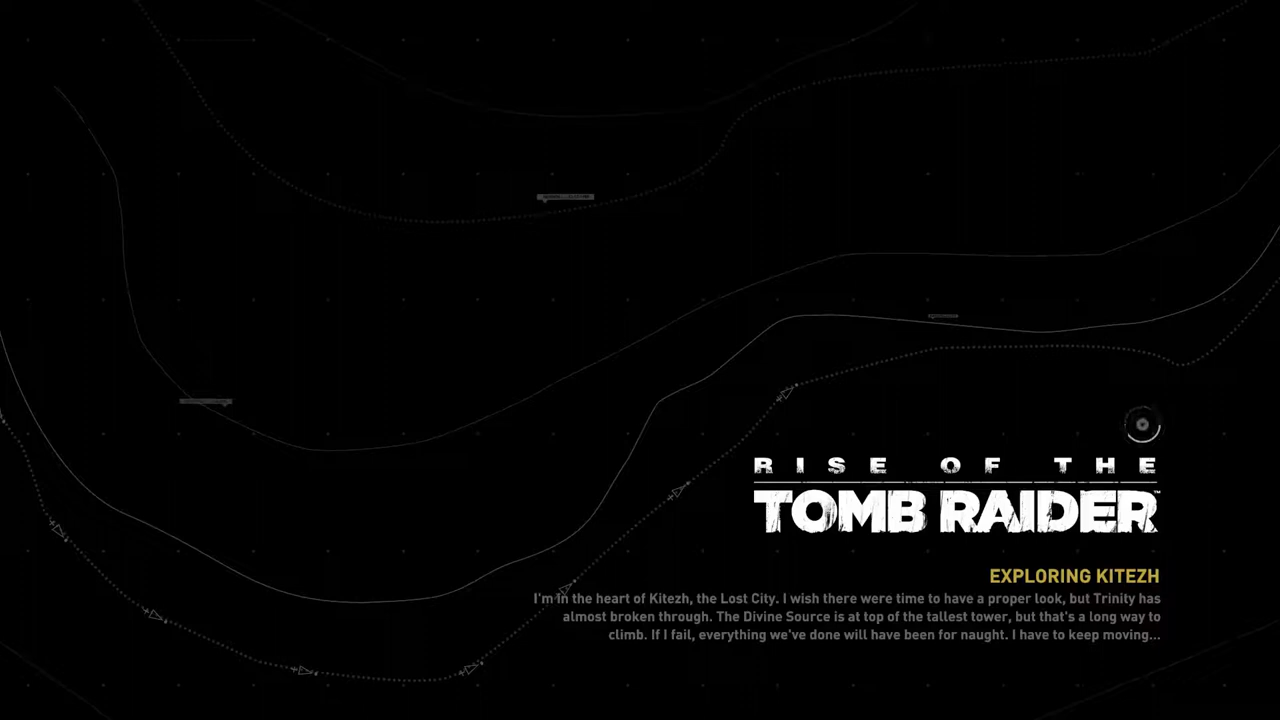 RISE OF THE
TOMB RAIDER™
EXPLORING KITEZH
I'm in the heart of Kitezh, the Lost City. I wish there were time to have a proper look, but Trinity has
almost broken through. The Divine Source is at top of the tallest tower, but that's a long way to
climb. If I fail, everything we've done will have been for naught. I have to keep moving...